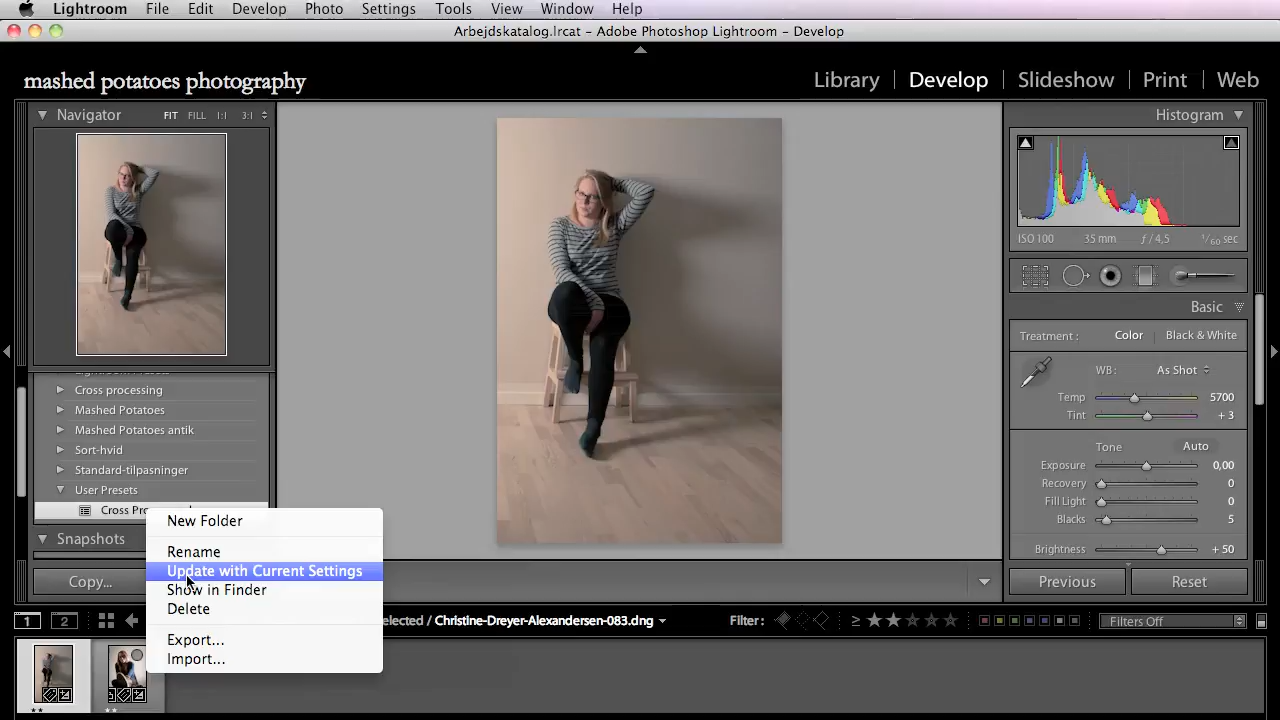 Lightroom File Edit Develop Photo Settings Tools View Window Help
Arbejdskatalog.lrcat – Adobe Photoshop Lightroom – Develop
mashed potatoes photography
Library Develop Slideshow Print Web
Navigator FIT FILL 1:1 3:1
Histogram
ISO 100 35 mm ƒ / 4,5 1/60 sec
Basic
Treatment : Color Black & White
WB: As Shot
Temp 5700
Tint + 3
Tone Auto
Exposure 0,00
Recovery 0
Fill Light 0
Blacks 5
Brightness + 50
Lightroom Presets
Cross processing
Mashed Potatoes
Mashed Potatoes antik
Sort-hvid
Standard-tilpasninger
User Presets
Cross
Snapshots
New Folder
Rename
Update with Current Settings
Show in Finder
Delete
Export...
Import...
Copy...
Previous Reset
1 2
/ Christine-Dreyer-Alexandersen-083.dng
Filter : ≥ ★★★★★ Filters Off
★★ ★★